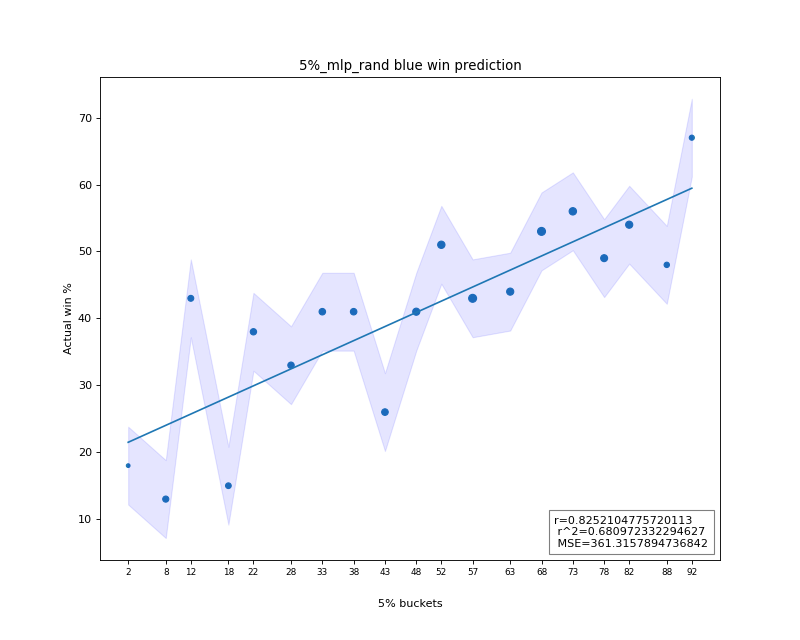 5%_mlp_rand blue win prediction
Actual win %
70
60
50
40
30
20
10
r=0.8252104775720113
r^2=0.680972332294627
MSE=361.3157894736842
2 8 12 18 22 28 33 38 43 48 52 57 63 68 73 78 82 88 92
5% buckets